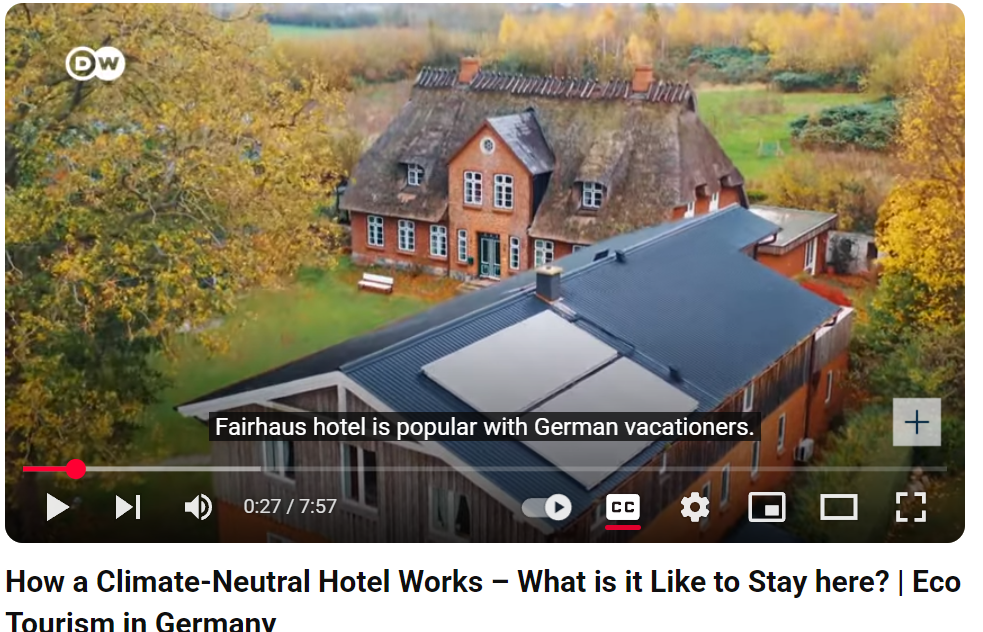 DW
Fairhaus hotel is popular with German vacationers.
0:27 / 7:57
CC
How a Climate-Neutral Hotel Works – What is it Like to Stay here? | Eco
Tourism in Germany